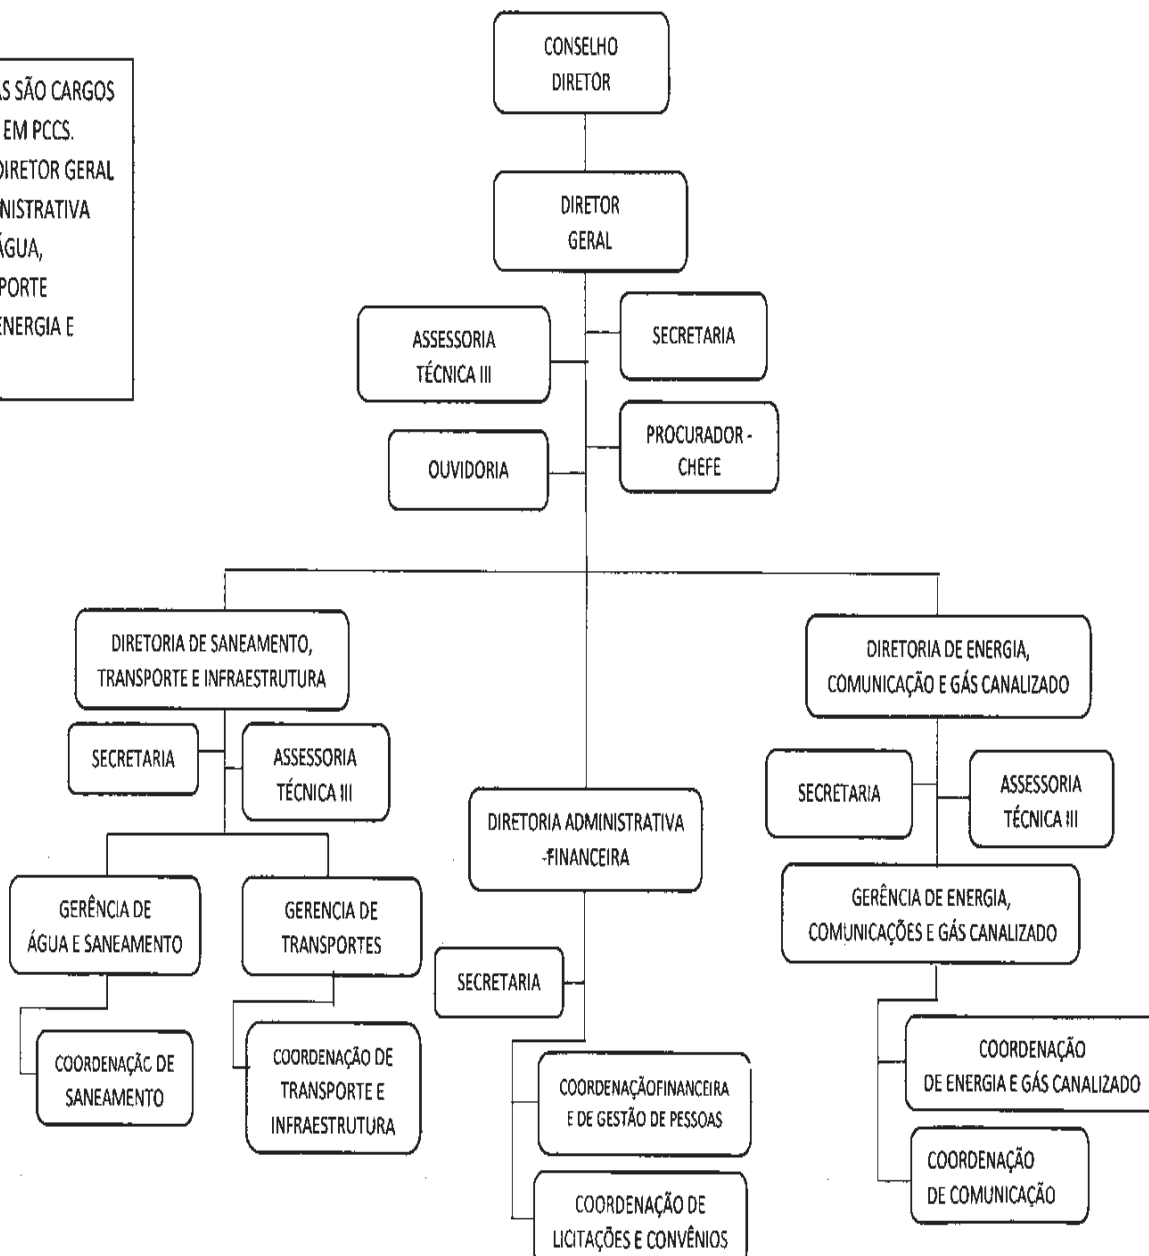 CONSELHO
DIRETOR
AS SÃO CARGOS
EM PCCS.
DIRETOR GERAL
NISTRATIVA
ÁGUA,
PORTE
ENERGIA E
DIRETOR
GERAL
ASSESSORIA
TÉCNICA III
SECRETARIA
OUVIDORIA
PROCURADOR -
CHEFE
DIRETORIA DE SANEAMENTO,
TRANSPORTE E INFRAESTRUTURA
SECRETARIA
ASSESSORIA
TÉCNICA III
GERÊNCIA DE
ÁGUA E SANEAMENTO
GERENCIA DE
TRANSPORTES
COORDENAÇÃO DE
SANEAMENTO
COORDENAÇÃO DE
TRANSPORTE E
INFRAESTRUTURA
DIRETORIA ADMINISTRATIVA
-FINANCEIRA
SECRETARIA
COORDENAÇÃOFINANCEIRA
E DE GESTÃO DE PESSOAS
COORDENAÇÃO DE
LICITAÇÕES E CONVÊNIOS
DIRETORIA DE ENERGIA,
COMUNICAÇÃO E GÁS CANALIZADO
SECRETARIA
ASSESSORIA
TÉCNICA III
GERÊNCIA DE ENERGIA,
COMUNICAÇÕES E GÁS CANALIZADO
COORDENAÇÃO
DE ENERGIA E GÁS CANALIZADO
COORDENAÇÃO
DE COMUNICAÇÃO